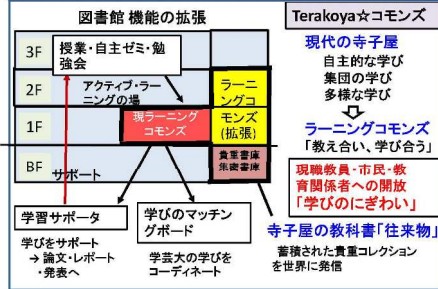 図書館 機能の拡張
3F
授業・自主ゼミ・勉
強会
2F
アクティブ・ラー
ニングの場
1F
現ラーニング
コモンズ
ラーニ
ングコ
モンズ
(拡張)
BF
サポート
貴重書庫
集密書庫
学習サポータ
学びをサポート
→ 論文・レポート
・発表へ
学びのマッチン
グボード
学芸大の学びを
コーディネート
Terakoya☆コモンズ
現代の寺子屋
自主的な学び
集団の学び
多様な学び
ラーニングコモンズ
「教え合い、学び合う」
現職教員・市民・教
育関係者への開放
「学びのにぎわい」
寺子屋の教科書「往来物」
蓄積された貴重コレクション
を世界に発信